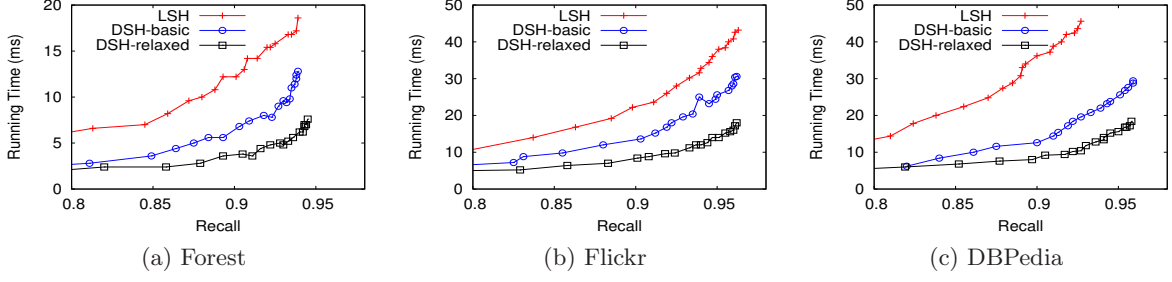 LSH
DSH-basic
DSH-relaxed
Running Time (ms)
20
15
10
5
0
0.8 0.85 0.9 0.95
Recall
(a) Forest
LSH
DSH-basic
DSH-relaxed
Running Time (ms)
50
40
30
20
10
0
0.8 0.85 0.9 0.95
Recall
(b) Flickr
LSH
DSH-basic
DSH-relaxed
Running Time (ms)
50
40
30
20
10
0
0.8 0.85 0.9 0.95
Recall
(c) DBPedia